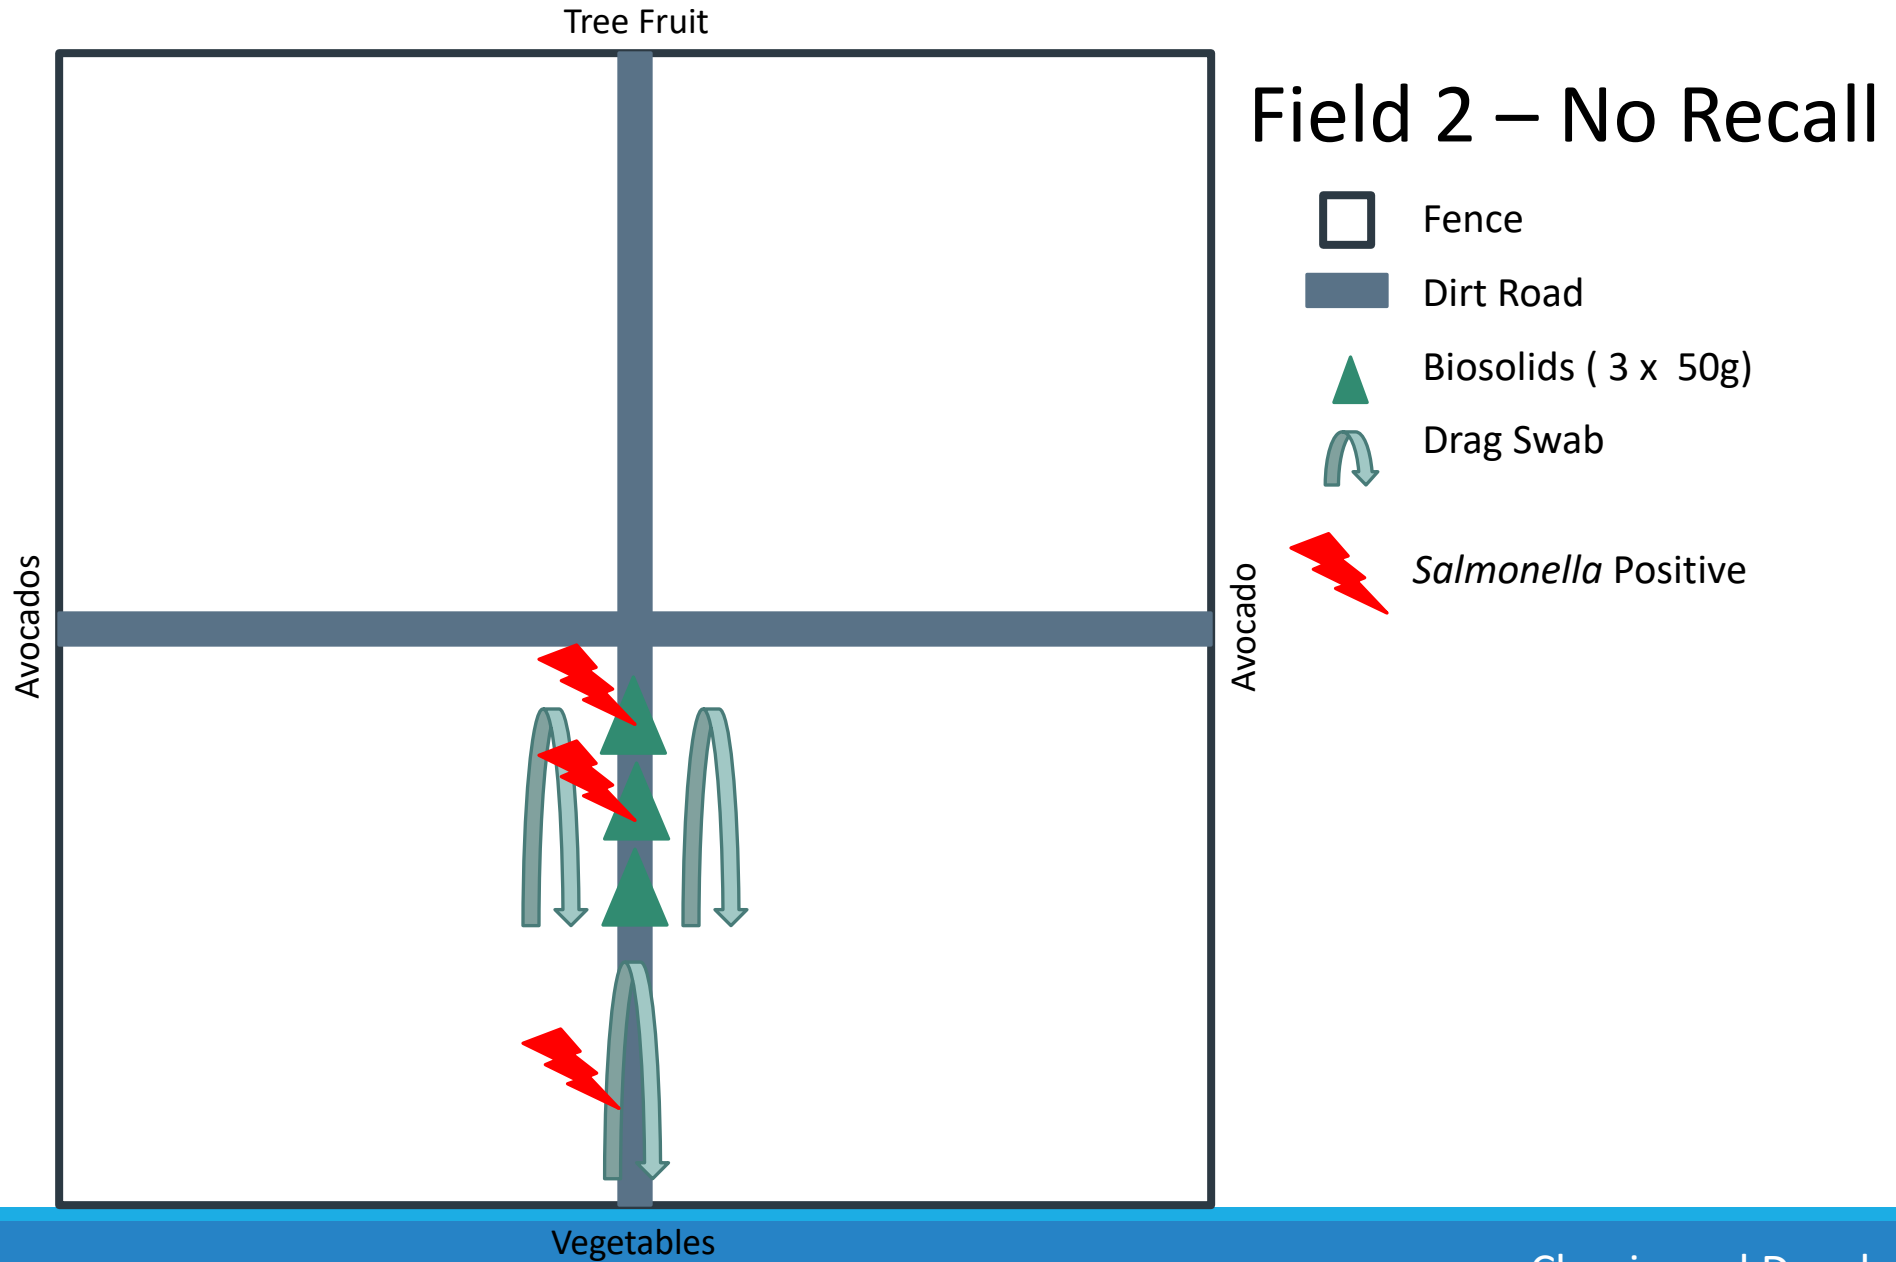 Tree Fruit
Field 2 – No Recall
Fence
Dirt Road
Biosolids ( 3 x 50g)
Drag Swab
Salmonella Positive
Avocados
Avocado
Vegetables